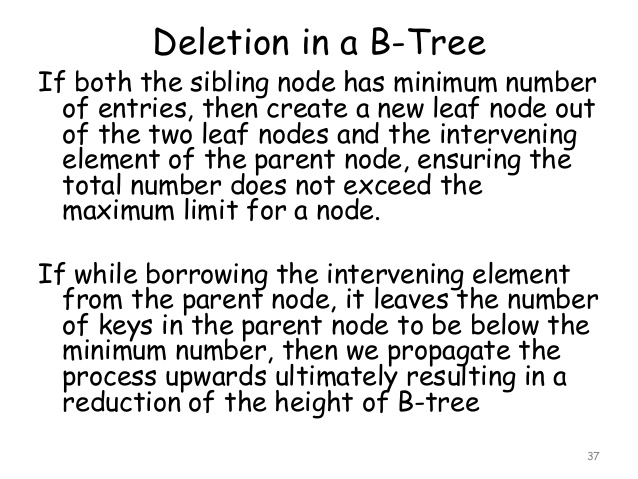 Deletion in a B-Tree
If both the sibling node has minimum number
of entries, then create a new leaf node out
of the two leaf nodes and the intervening
element of the parent node, ensuring the
total number does not exceed the
maximum limit for a node.
If while borrowing the intervening element
from the parent node, it leaves the number
of keys in the parent node to be below the
minimum number, then we propagate the
process upwards ultimately resulting in a
reduction of the height of B-tree
37